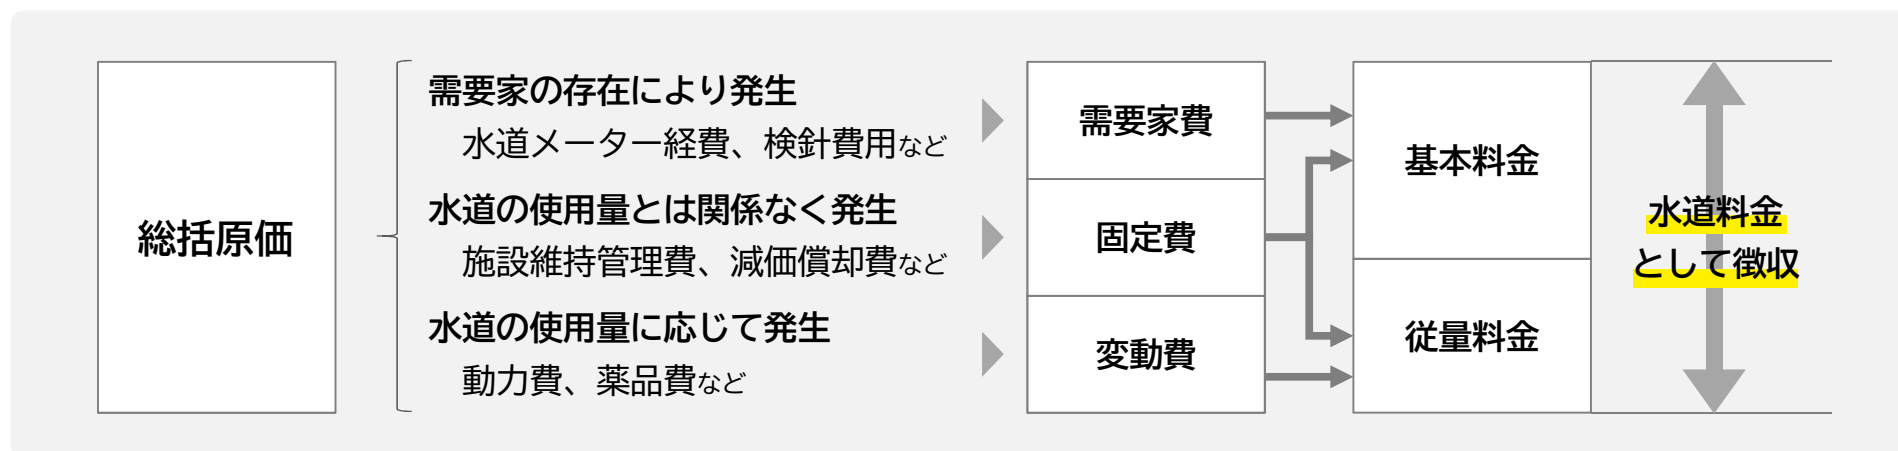 総括原価
需要家の存在により発生
水道メーター経費、検針費用など
水道の使用量とは関係なく発生
施設維持管理費、減価償却費など
水道の使用量に応じて発生
動力費、薬品費など
需要家費
固定費
変動費
基本料金
従量料金
水道料金
として徴収